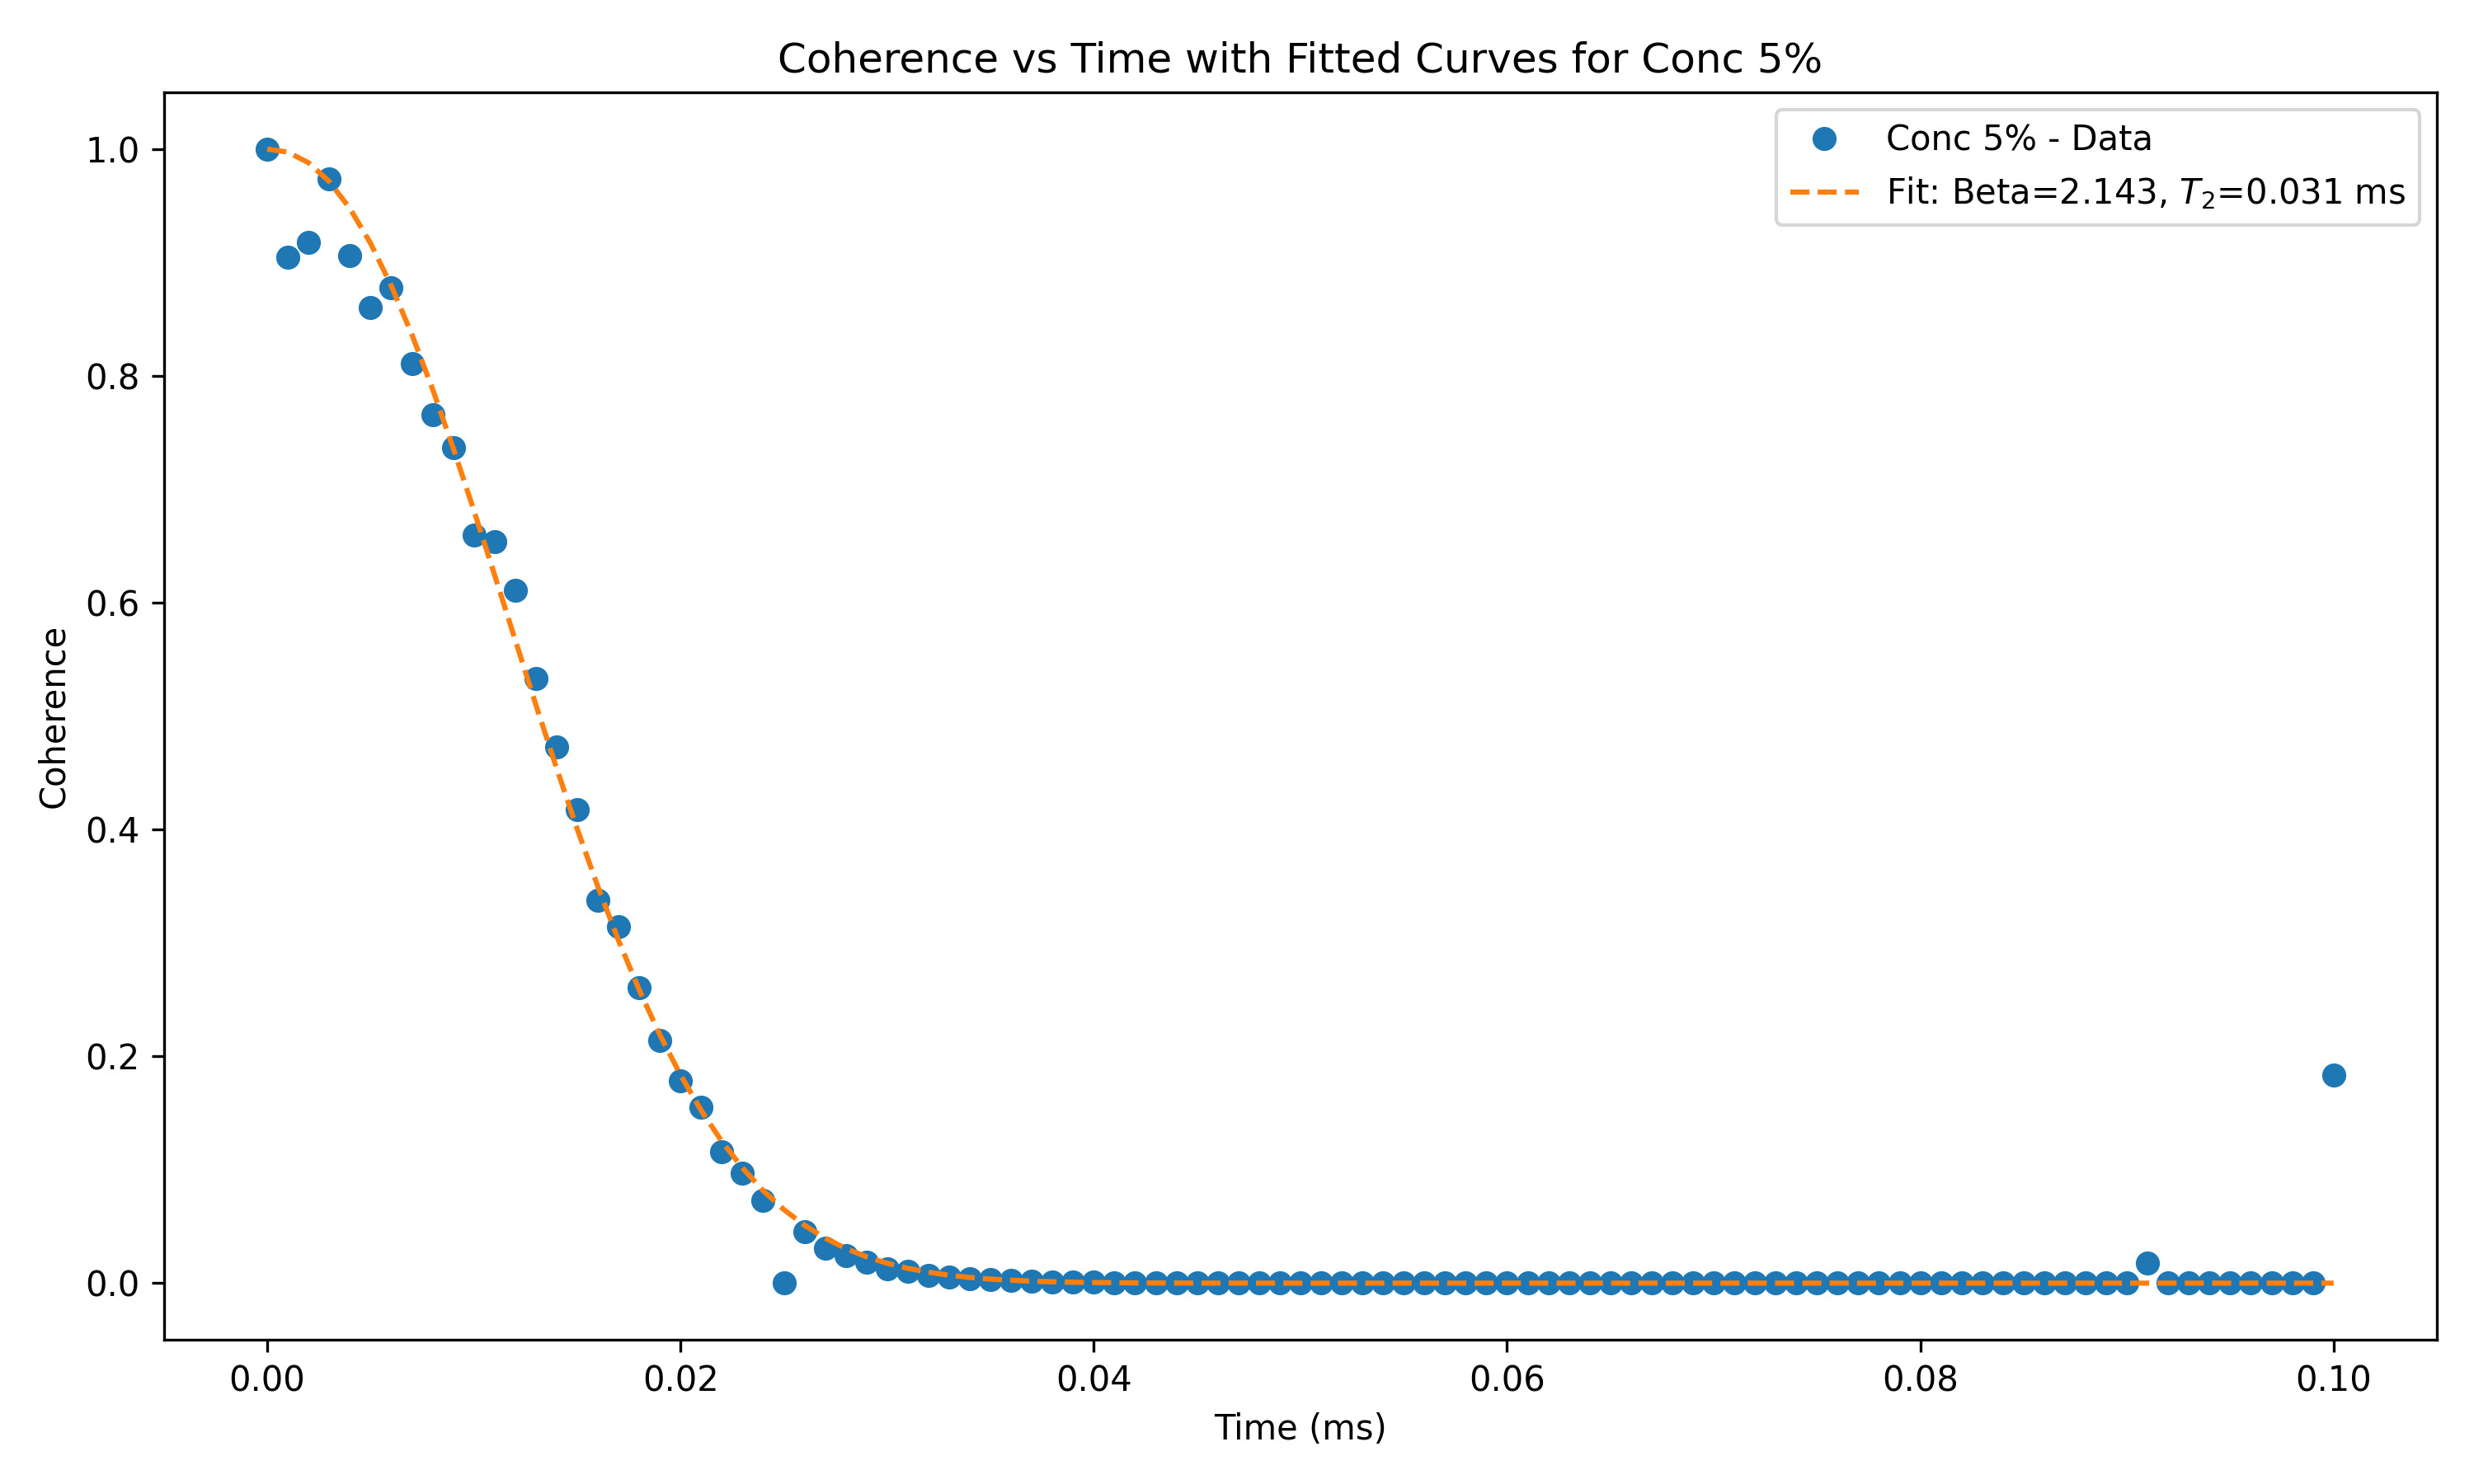 Coherence vs Time with Fitted Curves for Conc 5%
Conc 5% - Data
Fit: Beta=2.143, T₂=0.031 ms
1.0
0.8
0.6
0.4
0.2
0.0
Coherence
0.00 0.02 0.04 0.06 0.08 0.10
Time (ms)